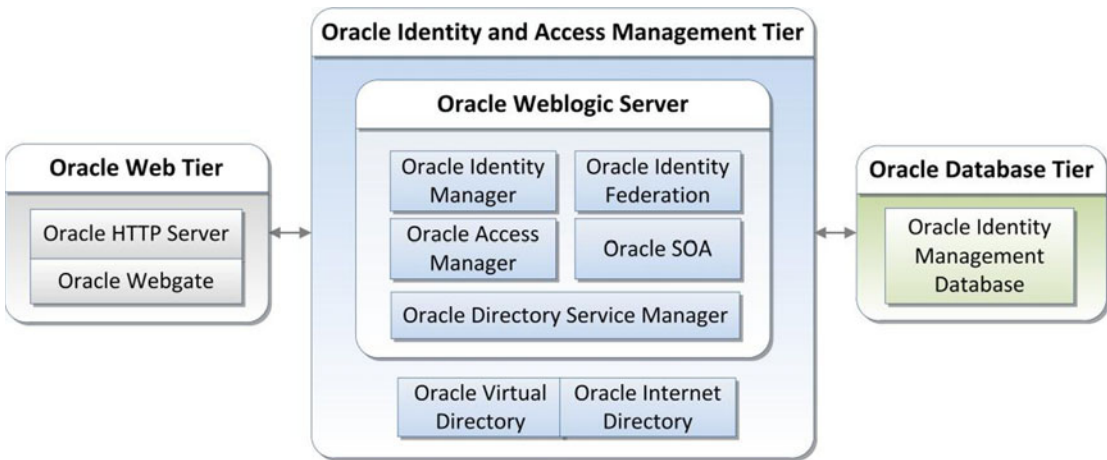 Oracle Identity and Access Management Tier
Oracle Weblogic Server
Oracle Web Tier
Oracle HTTP Server
Oracle Webgate
Oracle Identity
Manager
Oracle Identity
Federation
Oracle Access
Manager
Oracle SOA
Oracle Directory Service Manager
Oracle Virtual
Directory
Oracle Internet
Directory
Oracle Database Tier
Oracle Identity
Management
Database